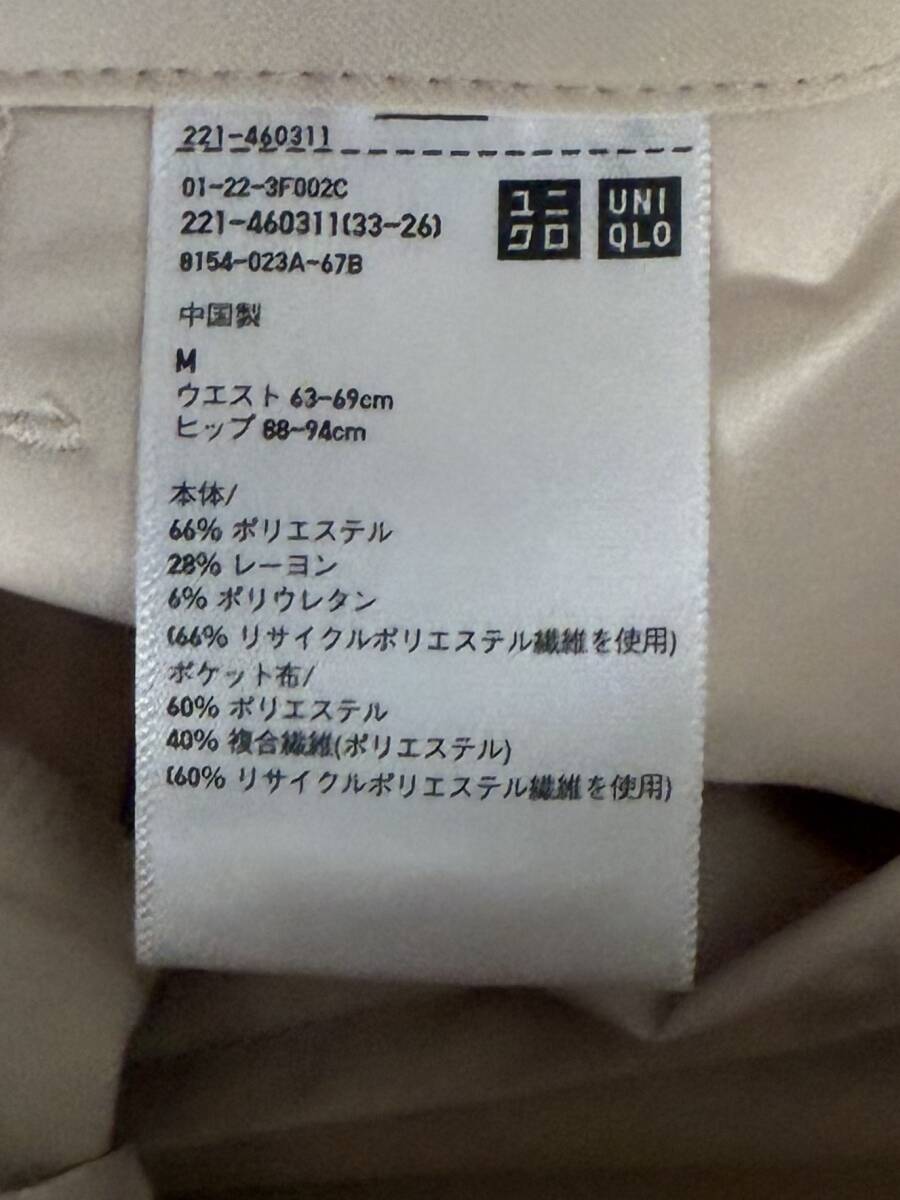 221-460311
01-22-3F002C
221-460311(33-26)
8154-023A-67B
ユニ
クロ
UNI
QLO
中国製
M
ウエスト 63-69cm
ヒップ 88-94cm
本体/
66% ポリエステル
28% レーヨン
6% ポリウレタン
(66% リサイクルポリエステル繊維を使用)
ポケット布/
60% ポリエステル
40% 複合繊維(ポリエステル)
(60% リサイクルポリエステル繊維を使用)